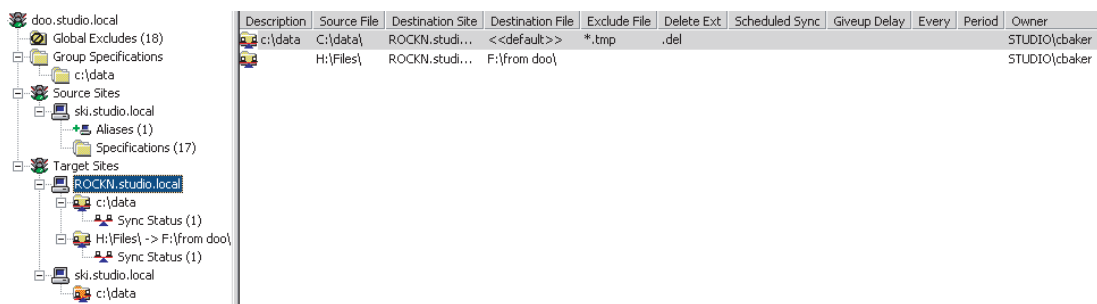 doo.studio.local
Global Excludes (18)
Group Specifications
c:\data
Source Sites
ski.studio.local
Aliases (1)
Specifications (17)
Target Sites
ROCKN.studio.local
c:\data
Sync Status (1)
H:\Files\ -> F:\from doo\
Sync Status (1)
ski.studio.local
c:\data
Description Source File Destination Site Destination File Exclude File Delete Ext Scheduled Sync Giveup Delay Every Period Owner
c:\data C:\data\ ROCKN.studi... <<default>> *.tmp .del STUDIO\cbaker
H:\Files\ ROCKN.studi... F:\from doo\ STUDIO\cbaker